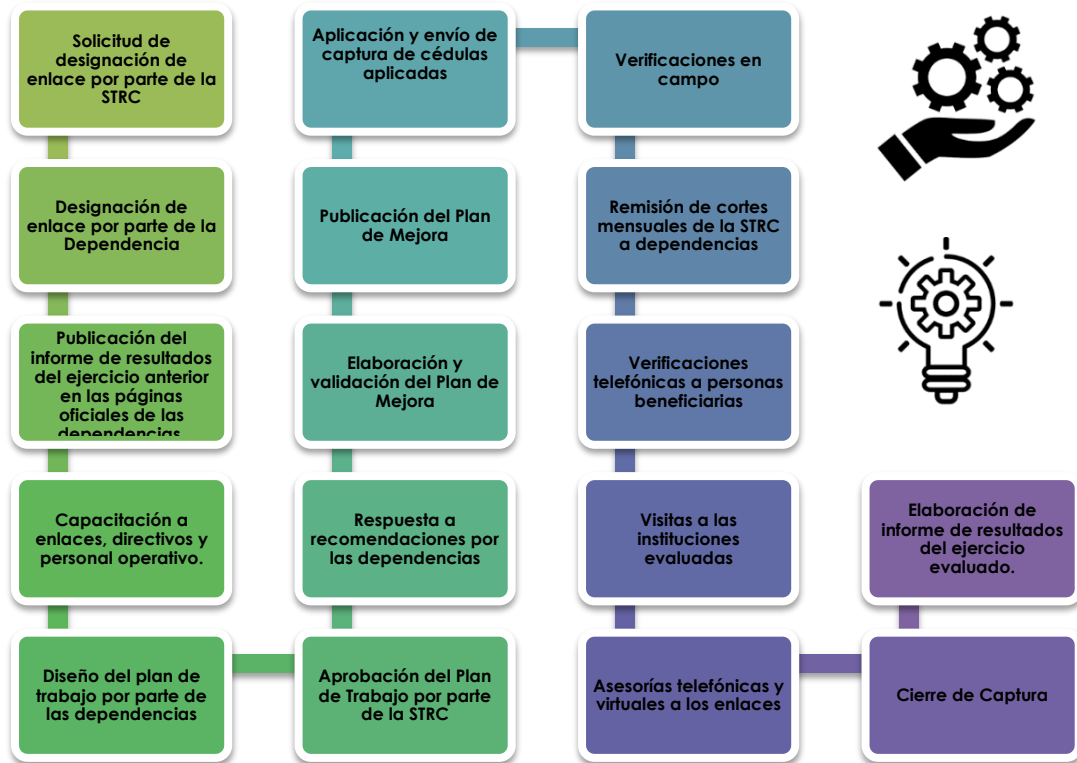 Solicitud de
designación de
enlace por parte de la
STRC
Designación de
enlace por parte de la
Dependencia
Publicación del
informe de resultados
del ejercicio anterior
en las páginas
oficiales de las
dependencias
Capacitación a
enlaces, directivos y
personal operativo.
Diseño del plan de
trabajo por parte de
las dependencias
Aprobación del Plan
de Trabajo por parte
de la STRC
Respuesta a
recomendaciones por
las dependencias
Elaboración y
validación del Plan de
Mejora
Publicación del Plan
de Mejora
Aplicación y envío de
captura de cédulas
aplicadas
Verificaciones en
campo
Remisión de cortes
mensuales de la STRC
a dependencias
Verificaciones
telefónicas a personas
beneficiarias
Visitas a las
instituciones
evaluadas
Asesorías telefónicas y
virtuales a los enlaces
Cierre de Captura
Elaboración de
informe de resultados
del ejercicio
evaluado.